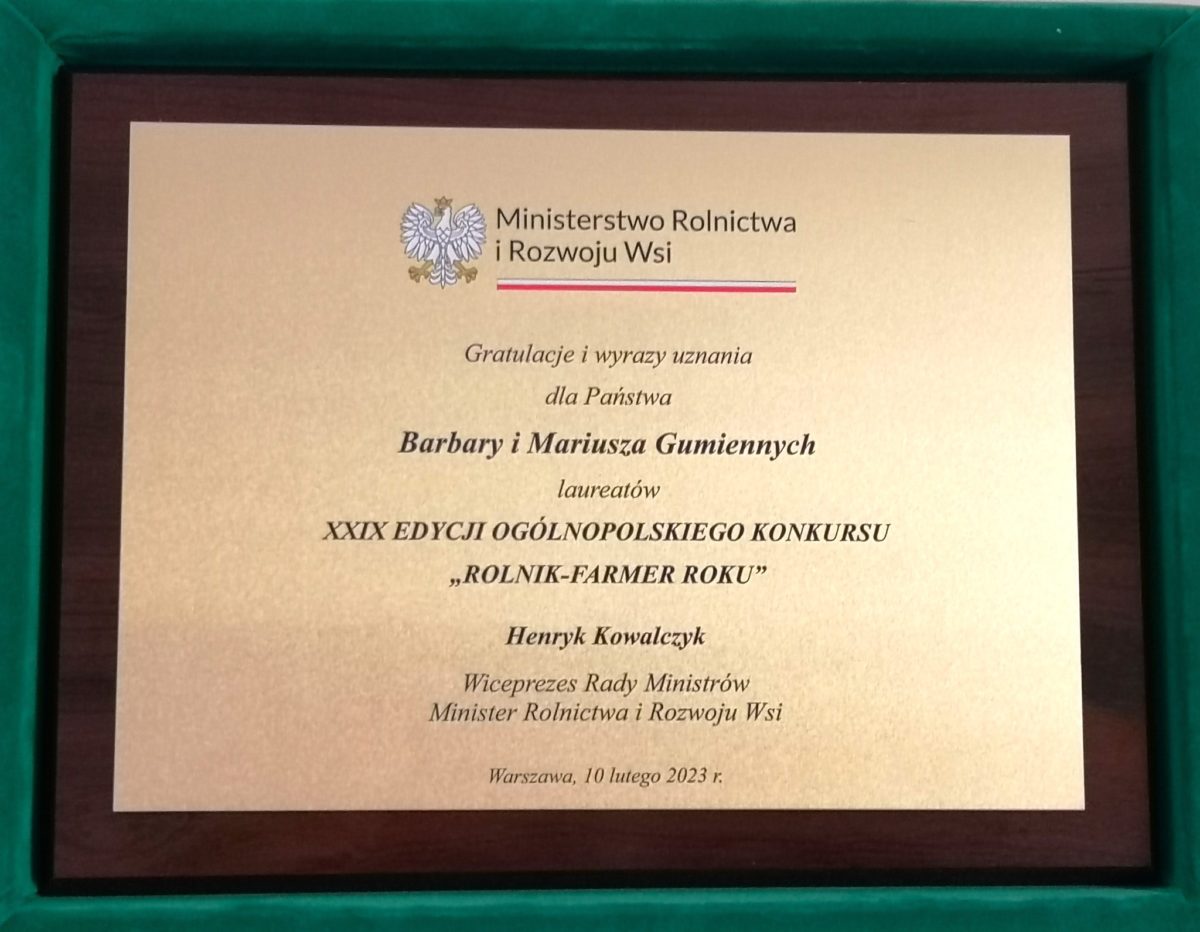 Ministerstwo Rolnictwa
i Rozwoju Wsi
Gratulacje i wyrazy uznania
dla Państwa
Barbary i Mariusza Gumiennych
laureatów
XXIX EDYCJI OGÓLNOPOLSKIEGO KONKURSU
„ROLNIK-FARMER ROKU”
Henryk Kowalczyk
Wiceprezes Rady Ministrów
Minister Rolnictwa i Rozwoju Wsi
Warszawa, 10 lutego 2023 r.